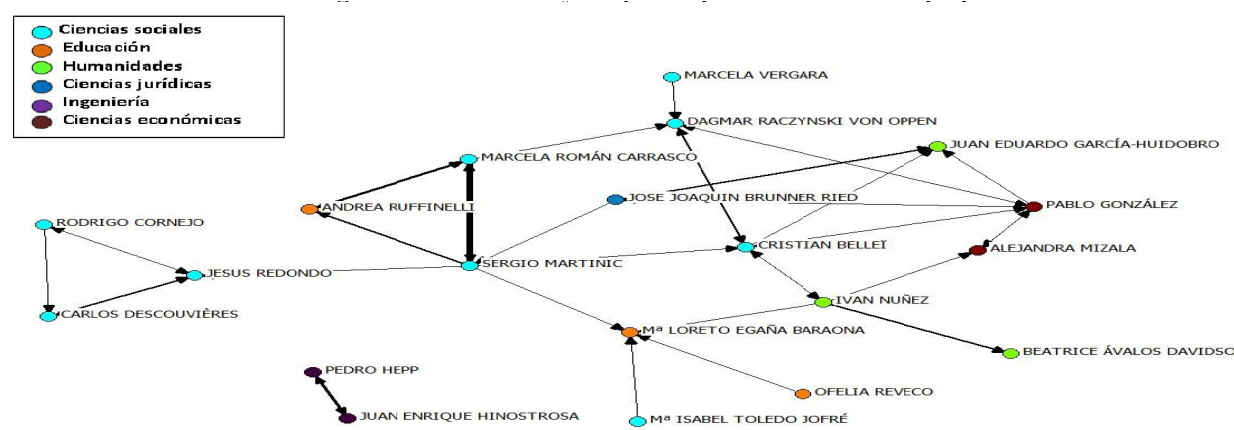 Ciencias sociales
Educación
Humanidades
Ciencias jurídicas
Ingeniería
Ciencias económicas
MARCELA VERGARA
DAGMAR RACZYNSKI VON OPPEN
JUAN EDUARDO GARCÍA-HUIDOBRO
MARCELA ROMÁN CARRASCO
JOSE JOAQUIN BRUNNER RIED
ANDREA RUFFINELLI
PABLO GONZÁLEZ
RODRIGO CORNEJO
CRISTIAN BELLEÏ
ALEJANDRA MIZALA
SERGIO MARTINIC
JESUS REDONDO
IVAN NUÑEZ
CARLOS DESCOUVIÈRES
Mª LORETO EGAÑA BARAONA
BEATRICE ÁVALOS DAVIDSO
PEDRO HEPP
OFELIA REVECO
JUAN ENRIQUE HINOSTROSA
Mª ISABEL TOLEDO JOFRÉ